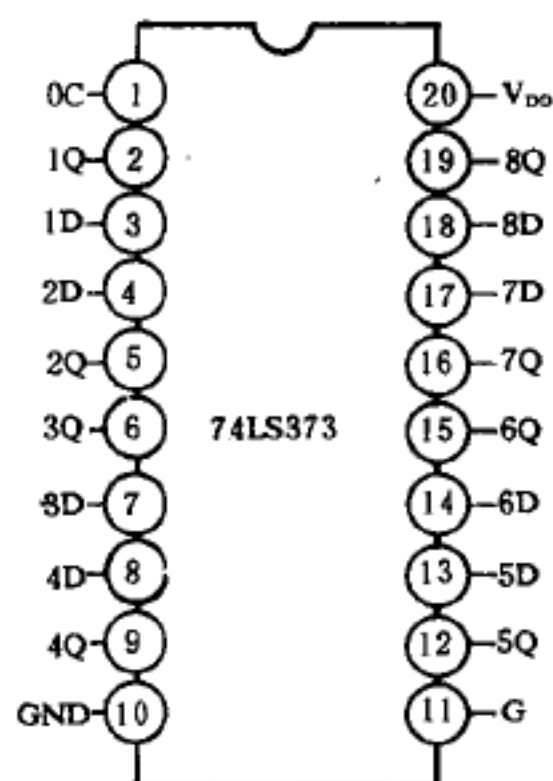 0C 1 20 V_DD
1Q 2 19 8Q
1D 3 18 8D
2D 4 17 7D
2Q 5 16 7Q
3Q 6 74LS373 15 6Q
3D 7 14 6D
4D 8 13 5D
4Q 9 12 5Q
GND 10 11 G